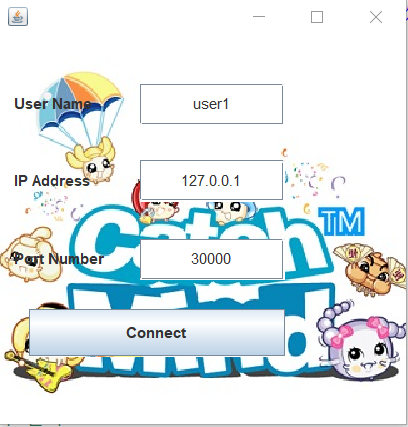 User Name
user1
IP Address
127.0.0.1
Catch
TM
Port Number
30000
Mind
Connect